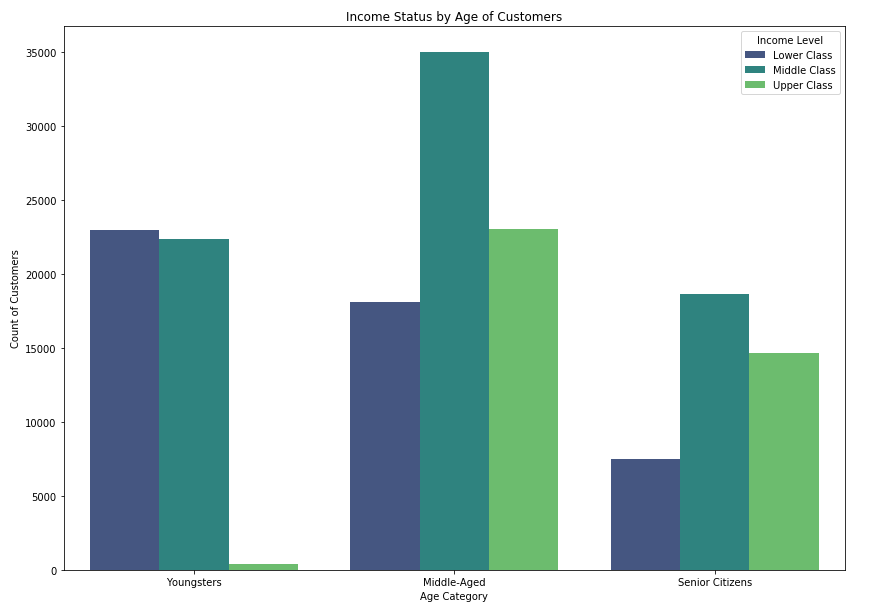 Income Status by Age of Customers
Income Level
Lower Class
Middle Class
Upper Class
Count of Customers
35000
30000
25000
20000
15000
10000
5000
0
Youngsters
Middle-Aged
Senior Citizens
Age Category